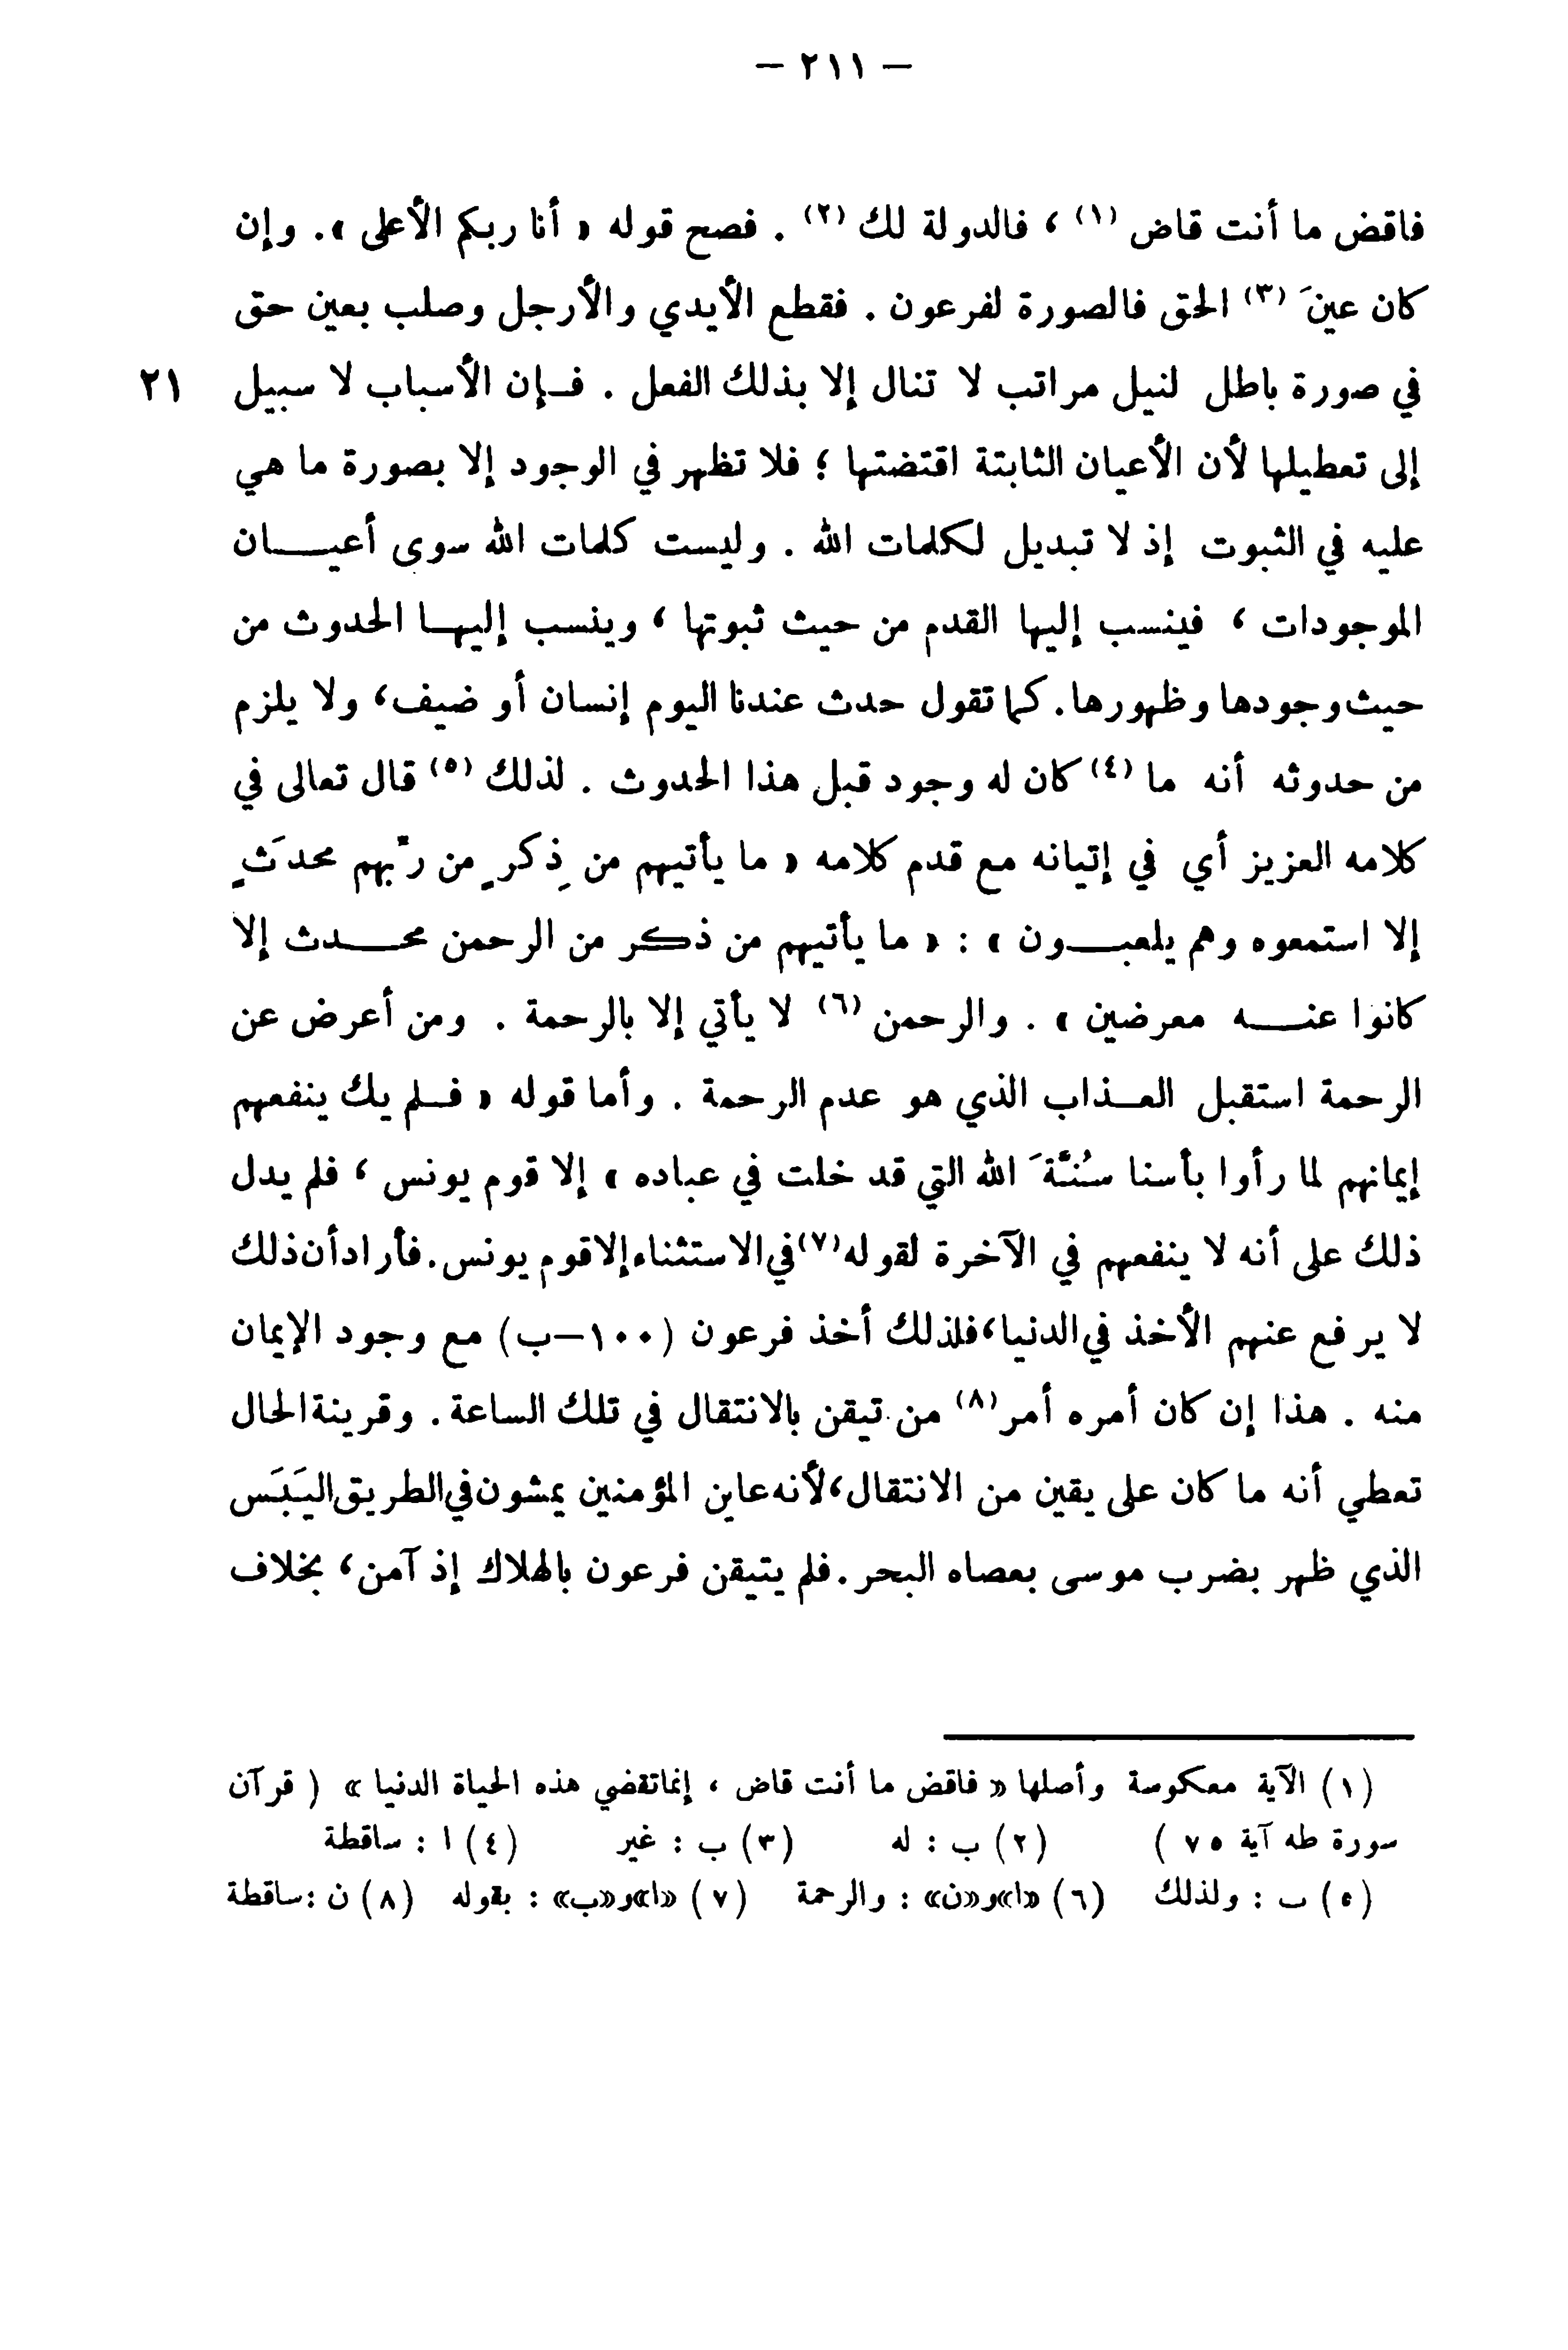 – ٢١١ –
فاقض ما أنت قاض (١) ، فالدولة لك (٢) . فصح قوله « أنا ربكم الأعلى ». وإن
كان عينَ (٣) الحق فالصورة لفرعون . فقطع الأيدي والأرجل وصلب بعين حق
في صورة باطل لنيل مراتب لا تنال إلا بذلك الفعل . فإن الأسباب لا سبيل ٢١
إلى تعطيلها لأن الأعيان الثابتة اقتضتها ؛ فلا تظهر في الوجود إلا بصورة ما هي
عليه في الثبوت إذ لا تبديل لكلمات الله . وليست كلمات الله سوى أعيـــان
الموجودات ، فينسب إليها القدم من حيث ثبوتها ، وينسب إليهـا الحدوث من
حيث وجودها وظهورها. كما تقول حدث عندنا اليوم إنسان أو ضيف، ولا يلزم
من حدوثه أنه ما (٤) كان له وجود قبل هذا الحدوث . لذلك (٥) قال تعالى في
كلامه العزيز أي في إتيانه مع قدم كلامه « ما يأتيهم من ذِكرٍ من ربّهم محدَثٍ
إلا استمعوه وهم يلعبـــون » : « ما يأتيهم من ذكر من الرحمن محـــدث إلا
كانوا عنـــه معرضين » . والرحمن (٦) لا يأتي إلا بالرحمة . ومن أعرض عن
الرحمة استقبل العـذاب الذي هو عدم الرحمة . وأما قوله « فـلم يك ينفعهم
إيمانهم لما رأوا بأسنا سُنَّةَ الله التي قد خلت في عباده » إلا قوم يونس ، فلم يدل
ذلك على أنه لا ينفعهم في الآخرة لقوله(٧)في الاستثناء إلا قوم يونس. فأراد أن ذلك
لا يرفع عنهم الأخذ في الدنيا، فلذلك أخذ فرعون (١٠٠–ب) مع وجود الإيمان
منه . هذا إن كان أمره أمر(٨) من تيقن بالانتقال في تلك الساعة. وقرينة الحال
تعطي أنه ما كان على يقين من الانتقال، لأنه عاين المؤمنين يمشون في الطريق اليَبَس
الذي ظهر بضرب موسى بعصاه البحر. فلم يتيقن فرعون بالهلاك إذ آمن، بخلاف
(١) الآية معكوسة وأصلها « فاقض ما أنت قاض ، إنما تقضي هذه الحياة الدنيا » ( قرآن
سورة طه آية ٧٥ ) (٢) ب : له (٣) ب : غير (٤) ا : ساقطة
(٥) ب : ولذلك (٦) «ا»و«ن» : والرحمة (٧) «ا»و«ب» : بقوله (٨) ن : ساقطة